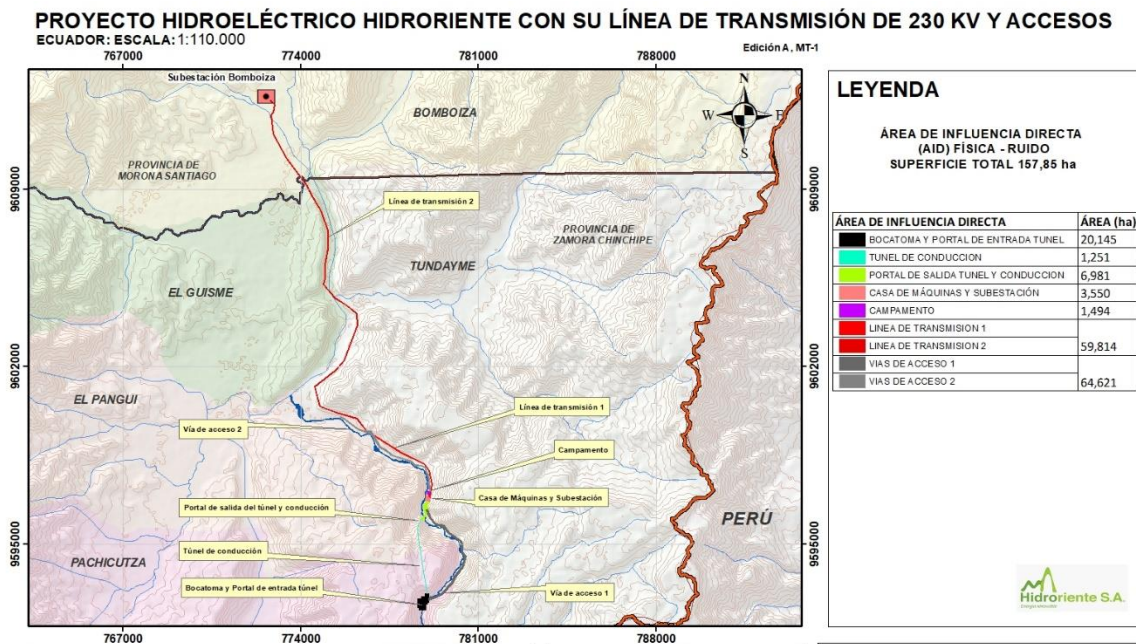 PROYECTO HIDROELÉCTRICO HIDRORIENTE CON SU LÍNEA DE TRANSMISIÓN DE 230 KV Y ACCESOS
ECUADOR: ESCALA: 1:110.000
Edición A, MT-1
767000
774000
781000
788000
Subestación Bomboiza
BOMBOIZA
N
W
E
S
PROVINCIA DE
MORONA SANTIAGO
9609000
9609000
Línea de transmisión 2
PROVINCIA DE
ZAMORA CHINCHIPE
TUNDAYME
EL GUISME
9602000
9602000
EL PANGUI
Línea de transmisión 1
Vía de acceso 2
Campamento
Casa de Máquinas y Subestación
Portal de salida del túnel y conducción
PERÚ
9595000
9595000
Túnel de conducción
PACHICUTZA
Bocatoma y Portal de entrada túnel
Vía de acceso 1
767000
774000
781000
788000
LEYENDA
ÁREA DE INFLUENCIA DIRECTA
(AID) FÍSICA - RUIDO
SUPERFICIE TOTAL 157,85 ha
ÁREA DE INFLUENCIA DIRECTA ÁREA (ha)
BOCATOMA Y PORTAL DE ENTRADA TUNEL 20,145
TUNEL DE CONDUCCION 1,251
PORTAL DE SALIDA TUNEL Y CONDUCCION 6,981
CASA DE MÁQUINAS Y SUBESTACIÓN 3,550
CAMPAMENTO 1,494
LINEA DE TRANSMISION 1
LINEA DE TRANSMISION 2 59,814
VIAS DE ACCESO 1
VIAS DE ACCESO 2 64,621
Hidroriente S.A.